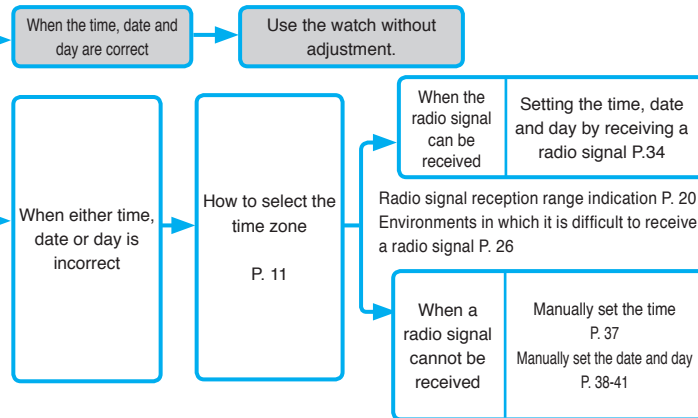 When the time, date and
day are correct
Use the watch without
adjustment.
When either time,
date or day is
incorrect
How to select the
time zone
P. 11
When the
radio signal
can be
received
Setting the time, date
and day by receiving a
radio signal P.34
Radio signal reception range indication P. 20
Environments in which it is difficult to receive
a radio signal P. 26
When a
radio signal
cannot be
received
Manually set the time
P. 37
Manually set the date and day
P. 38-41